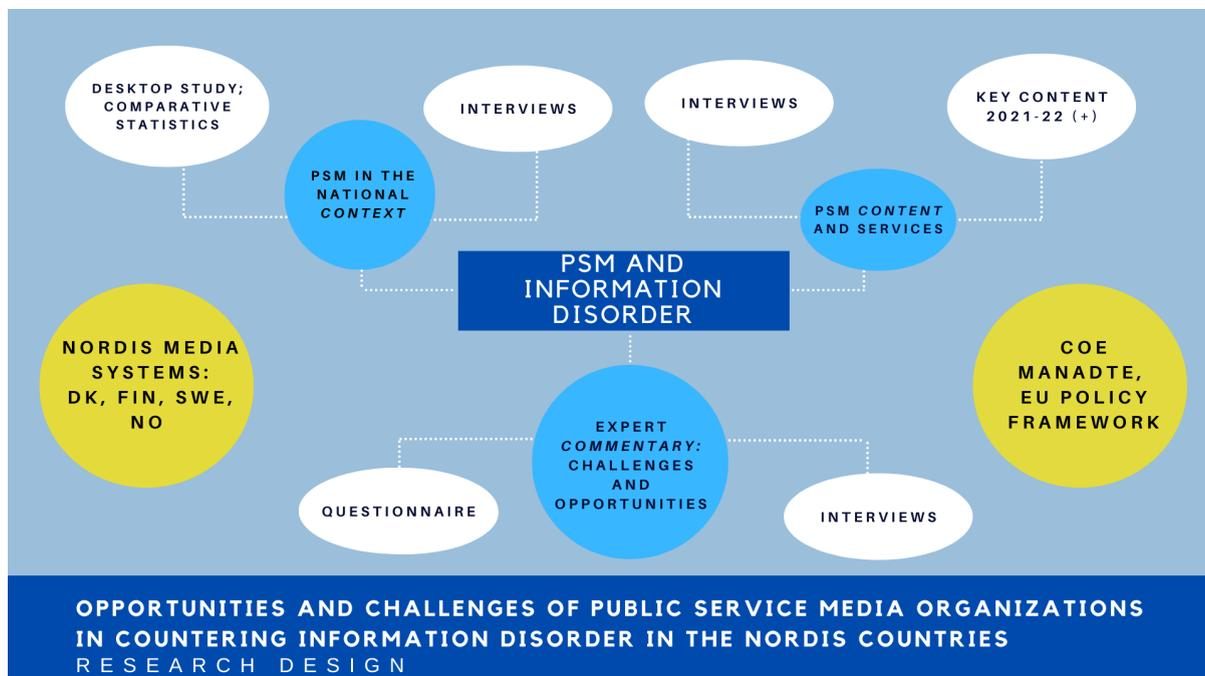 DESKTOP STUDY;
COMPARATIVE
STATISTICS
INTERVIEWS
INTERVIEWS
KEY CONTENT
2021-22 (+)
PSM IN THE
NATIONAL
CONTEXT
PSM CONTENT
AND SERVICES
PSM AND
INFORMATION
DISORDER
NORDIS MEDIA
SYSTEMS:
DK, FIN, SWE,
NO
COE
MANADTE,
EU POLICY
FRAMEWORK
EXPERT
COMMENTARY:
CHALLENGES
AND
OPPORTUNITIES
QUESTIONNAIRE
INTERVIEWS
OPPORTUNITIES AND CHALLENGES OF PUBLIC SERVICE MEDIA ORGANIZATIONS
IN COUNTERING INFORMATION DISORDER IN THE NORDIS COUNTRIES
RESEARCH DESIGN